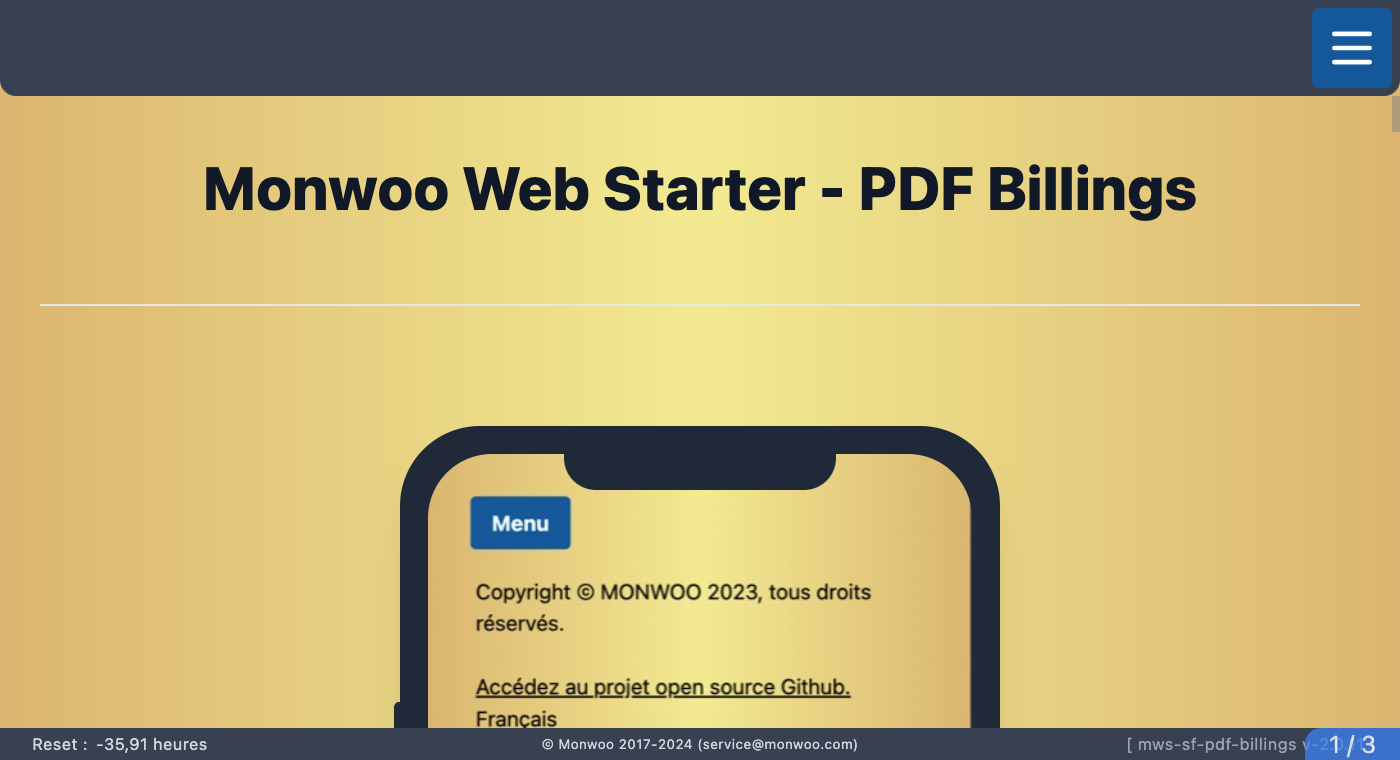 Monwoo Web Starter - PDF Billings
Menu
Copyright © MONWOO 2023, tous droits
réservés.
Accédez au projet open source Github.
Français
Reset : -35,91 heures
© Monwoo 2017-2024 (service@monwoo.com)
[ mws-sf-pdf-billings
1 / 3